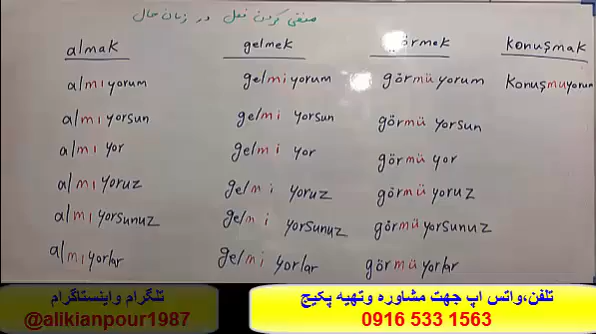 منفی کردن فعل در زمان حال
almak gelmek görmek konuşmak
almıyorum gelmiyorum görmüyorum konuşmuyorum
almıyorsun gelmiyorsun görmüyorsun
almıyor gelmiyor görmüyor
almıyoruz gelmiyoruz görmüyoruz
almıyorsunuz gelmiyorsunuz görmüyorsunuz
almıyorlar gelmiyorlar görmüyorlar
تلگرام واینستاگرام
@alikianpour1987
تلفن،واتس اپ جهت مشاوره وتهیه پکیج
0916 533 1563